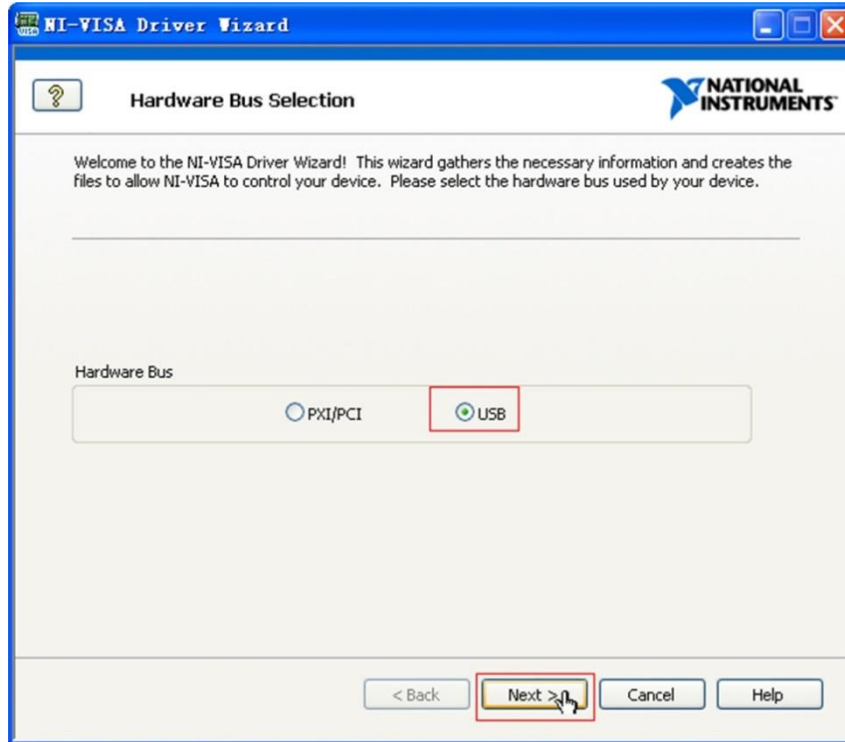 NI-VISA Driver Wizard
Hardware Bus Selection
NATIONAL
INSTRUMENTS™
Welcome to the NI-VISA Driver Wizard! This wizard gathers the necessary information and creates the
files to allow NI-VISA to control your device. Please select the hardware bus used by your device.
Hardware Bus
PXI/PCI
USB
< Back
Next >
Cancel
Help